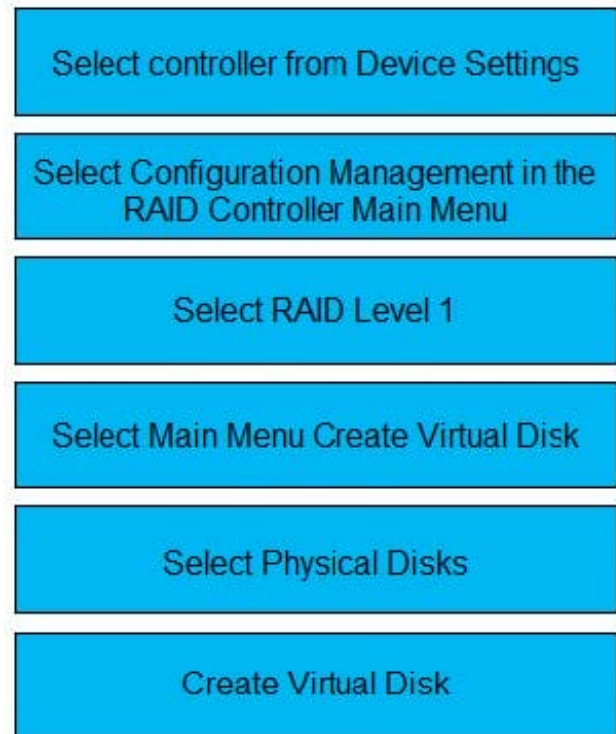 Select controller from Device Settings
Select Configuration Management in the
RAID Controller Main Menu
Select RAID Level 1
Select Main Menu Create Virtual Disk
Select Physical Disks
Create Virtual Disk